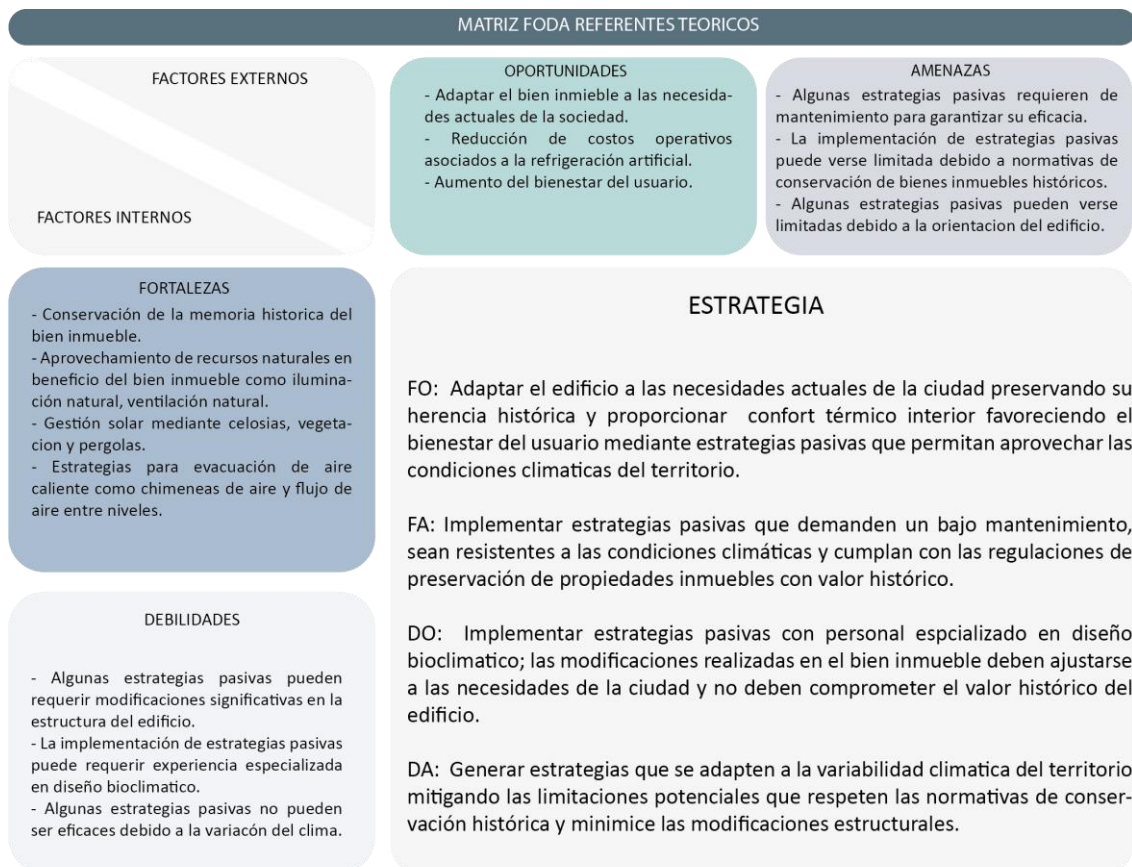 MATRIZ FODA REFERENTES TEORICOS
FACTORES EXTERNOS
FACTORES INTERNOS
OPORTUNIDADES
- Adaptar el bien inmieble a las necesida-
des actuales de la sociedad.
- Reducción de costos operativos
asociados a la refrigeración artificial.
- Aumento del bienestar del usuario.
AMENAZAS
- Algunas estrategias pasivas requieren de
mantenimiento para garantizar su eficacia.
- La implementación de estrategias pasivas
puede verse limitada debido a normativas de
conservación de bienes inmuebles históricos.
- Algunas estrategias pasivas pueden verse
limitadas debido a la orientacion del edificio.
FORTALEZAS
- Conservación de la memoria historica del
bien inmueble.
- Aprovechamiento de recursos naturales en
beneficio del bien inmueble como ilumina-
ción natural, ventilación natural.
- Gestión solar mediante celosias, vegeta-
cion y pergolas.
- Estrategias para evacuación de aire
caliente como chimeneas de aire y flujo de
aire entre niveles.
DEBILIDADES
- Algunas estrategias pasivas pueden
requerir modificaciones significativas en la
estructura del edificio.
- La implementación de estrategias pasivas
puede requerir experiencia especializada
en diseño bioclimatico.
- Algunas estrategias pasivas no pueden
ser eficaces debido a la variacón del clima.
ESTRATEGIA
FO: Adaptar el edificio a las necesidades actuales de la ciudad preservando su
herencia histórica y proporcionar confort térmico interior favoreciendo el
bienestar del usuario mediante estrategias pasivas que permitan aprovechar las
condiciones climaticas del territorio.
FA: Implementar estrategias pasivas que demanden un bajo mantenimiento,
sean resistentes a las condiciones climáticas y cumplan con las regulaciones de
preservación de propiedades inmuebles con valor histórico.
DO: Implementar estrategias pasivas con personal espcializado en diseño
bioclimatico; las modificaciones realizadas en el bien inmueble deben ajustarse
a las necesidades de la ciudad y no deben comprometer el valor histórico del
edificio.
DA: Generar estrategias que se adapten a la variabilidad climatica del territorio
mitigando las limitaciones potenciales que respeten las normativas de conser-
vación histórica y minimice las modificaciones estructurales.